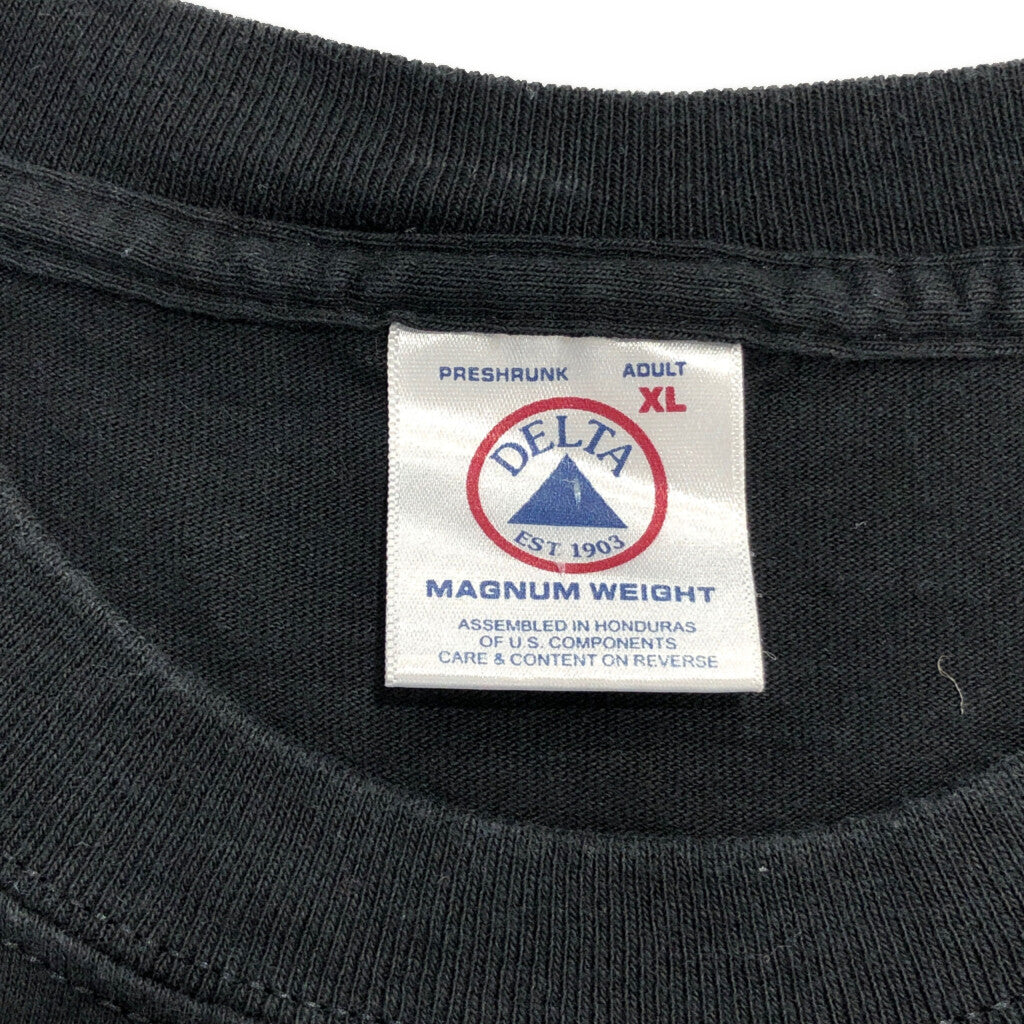 PRESHRUNK ADULT
XL
DELTA
EST. 1903
MAGNUM WEIGHT
ASSEMBLED IN HONDURAS
OF U.S. COMPONENTS
CARE & CONTENT ON REVERSE